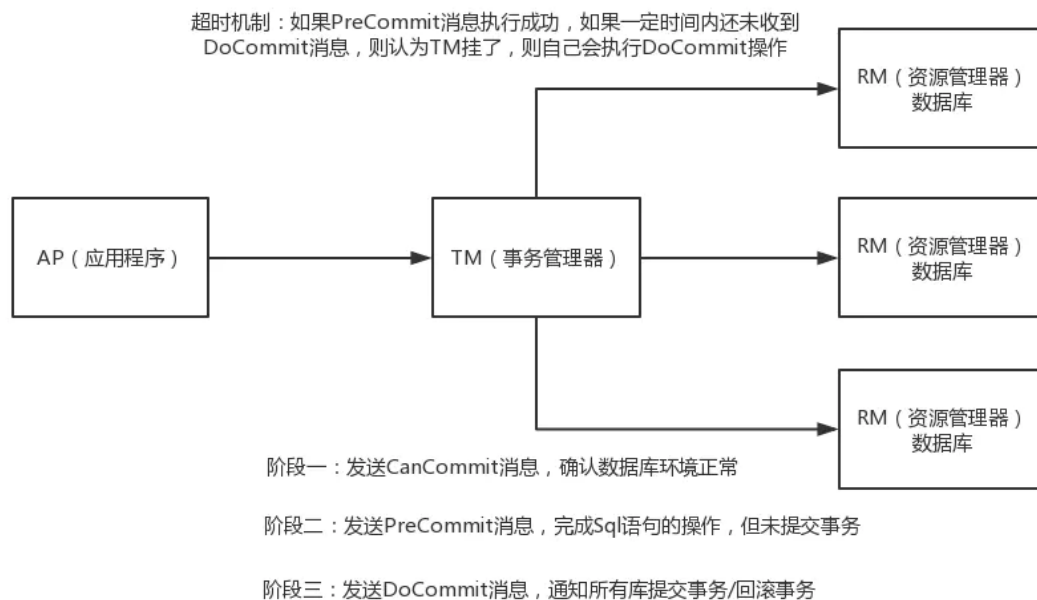 超时机制：如果PreCommit消息执行成功，如果一定时间内还未收到
DoCommit消息，则认为TM挂了，则自己会执行DoCommit操作
RM（资源管理器）
数据库
AP（应用程序）
TM（事务管理器）
RM（资源管理器）
数据库
RM（资源管理器）
数据库
阶段一：发送CanCommit消息，确认数据库环境正常
阶段二：发送PreCommit消息，完成Sql语句的操作，但未提交事务
阶段三：发送DoCommit消息，通知所有库提交事务/回滚事务